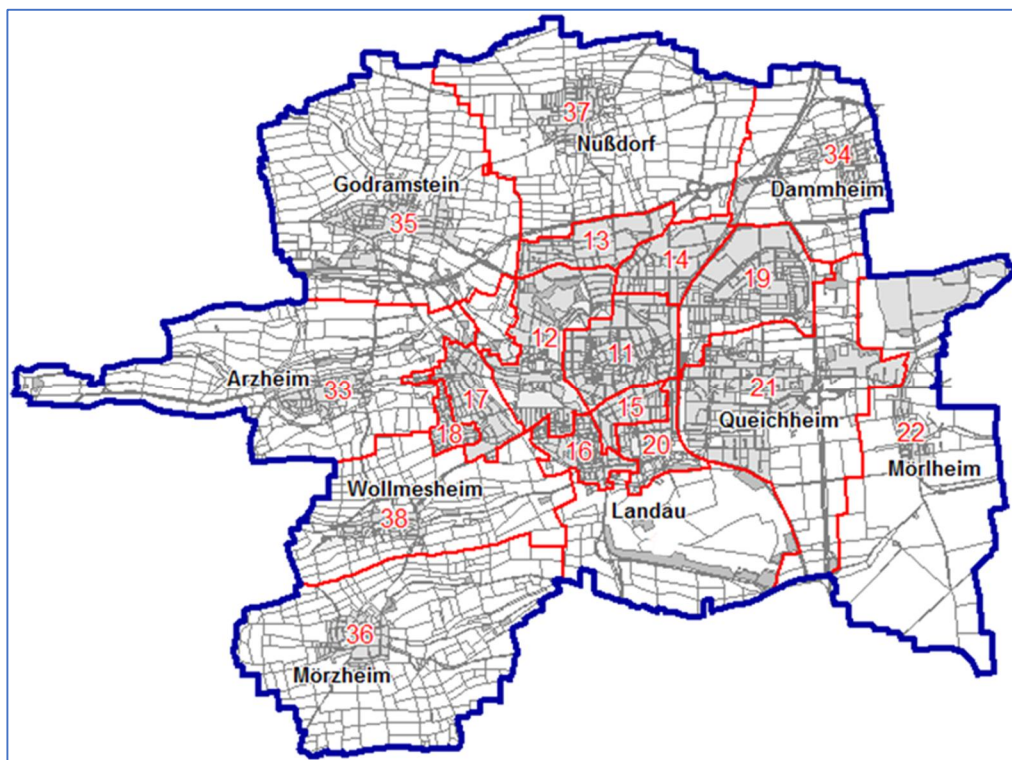 37
Nußdorf
34
Dammheim
Godramstein
35
13
14
19
12
11
Arzheim
33
17
21
15
Queichheim
18
16
20
22
Mörlheim
Wollmesheim
38
Landau
36
Mörzheim